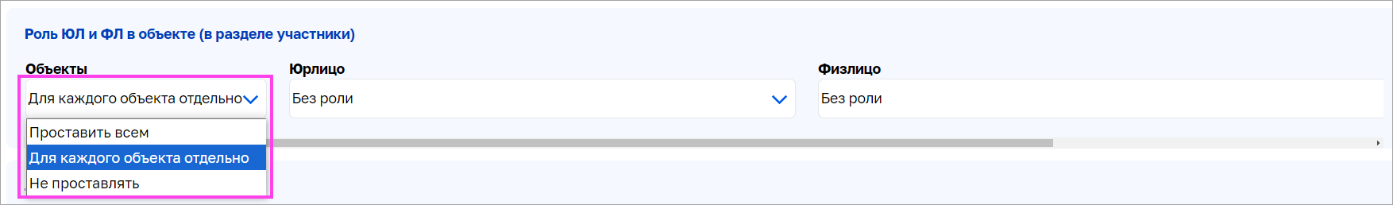 Роль ЮЛ и ФЛ в объекте (в разделе участники)
Объекты Юрлицо Физлицо
Для каждого объекта отдельно Без роли Без роли
Проставить всем
Для каждого объекта отдельно
Не проставлять